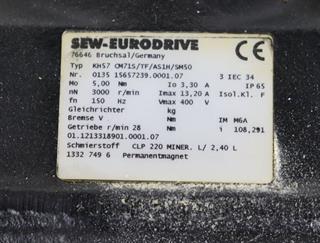 SEW-EURODRIVE
76646 Bruchsal/Germany CE
Typ KH57 CM71S/TF/AS1H/SM50
Nr. 0135 15657239.0001.07 3 IEC 34
Mo 5,00 Nm Io 3,30 A IP 65
nN 3000 r/min Imax 13,20 A Isol.Kl. F
fn 150 Hz Vmax 400 V
Gleichrichter kg
Bremse V Nm IM M6A
Getriebe r/min 28 i 108,291
01.1213318901.0001.07
Schmierstoff CLP 220 MINER. L/ 2,40 L
1332 749 6 Permanentmagnet